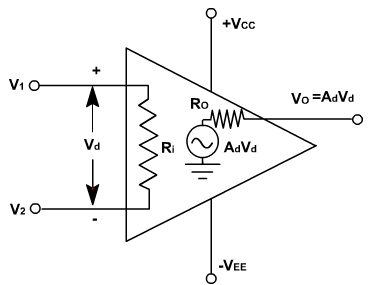 +VCC
V1
+
RO
VO =AdVd
Vd
Ri
AdVd
V2
-
-VEE